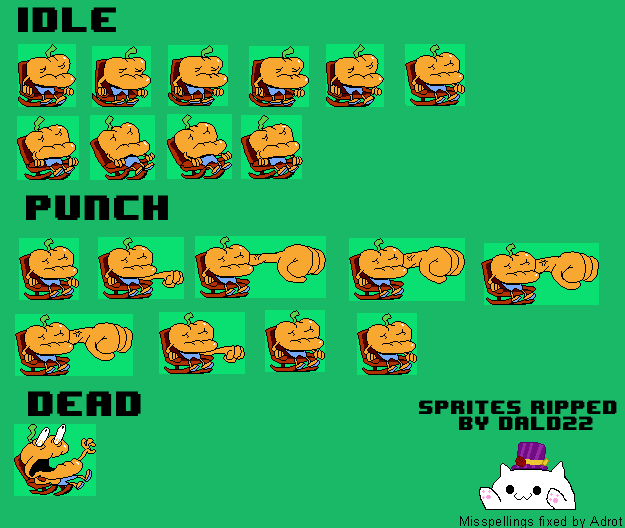 IDLE
PUNCH
DEAD
SPRITES RIPPED
BY DALD22
Misspellings fixed by Adrot